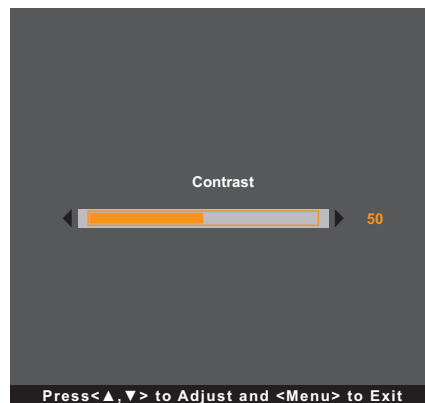 Contrast
50
Press<▲,▼> to Adjust and <Menu> to Exit